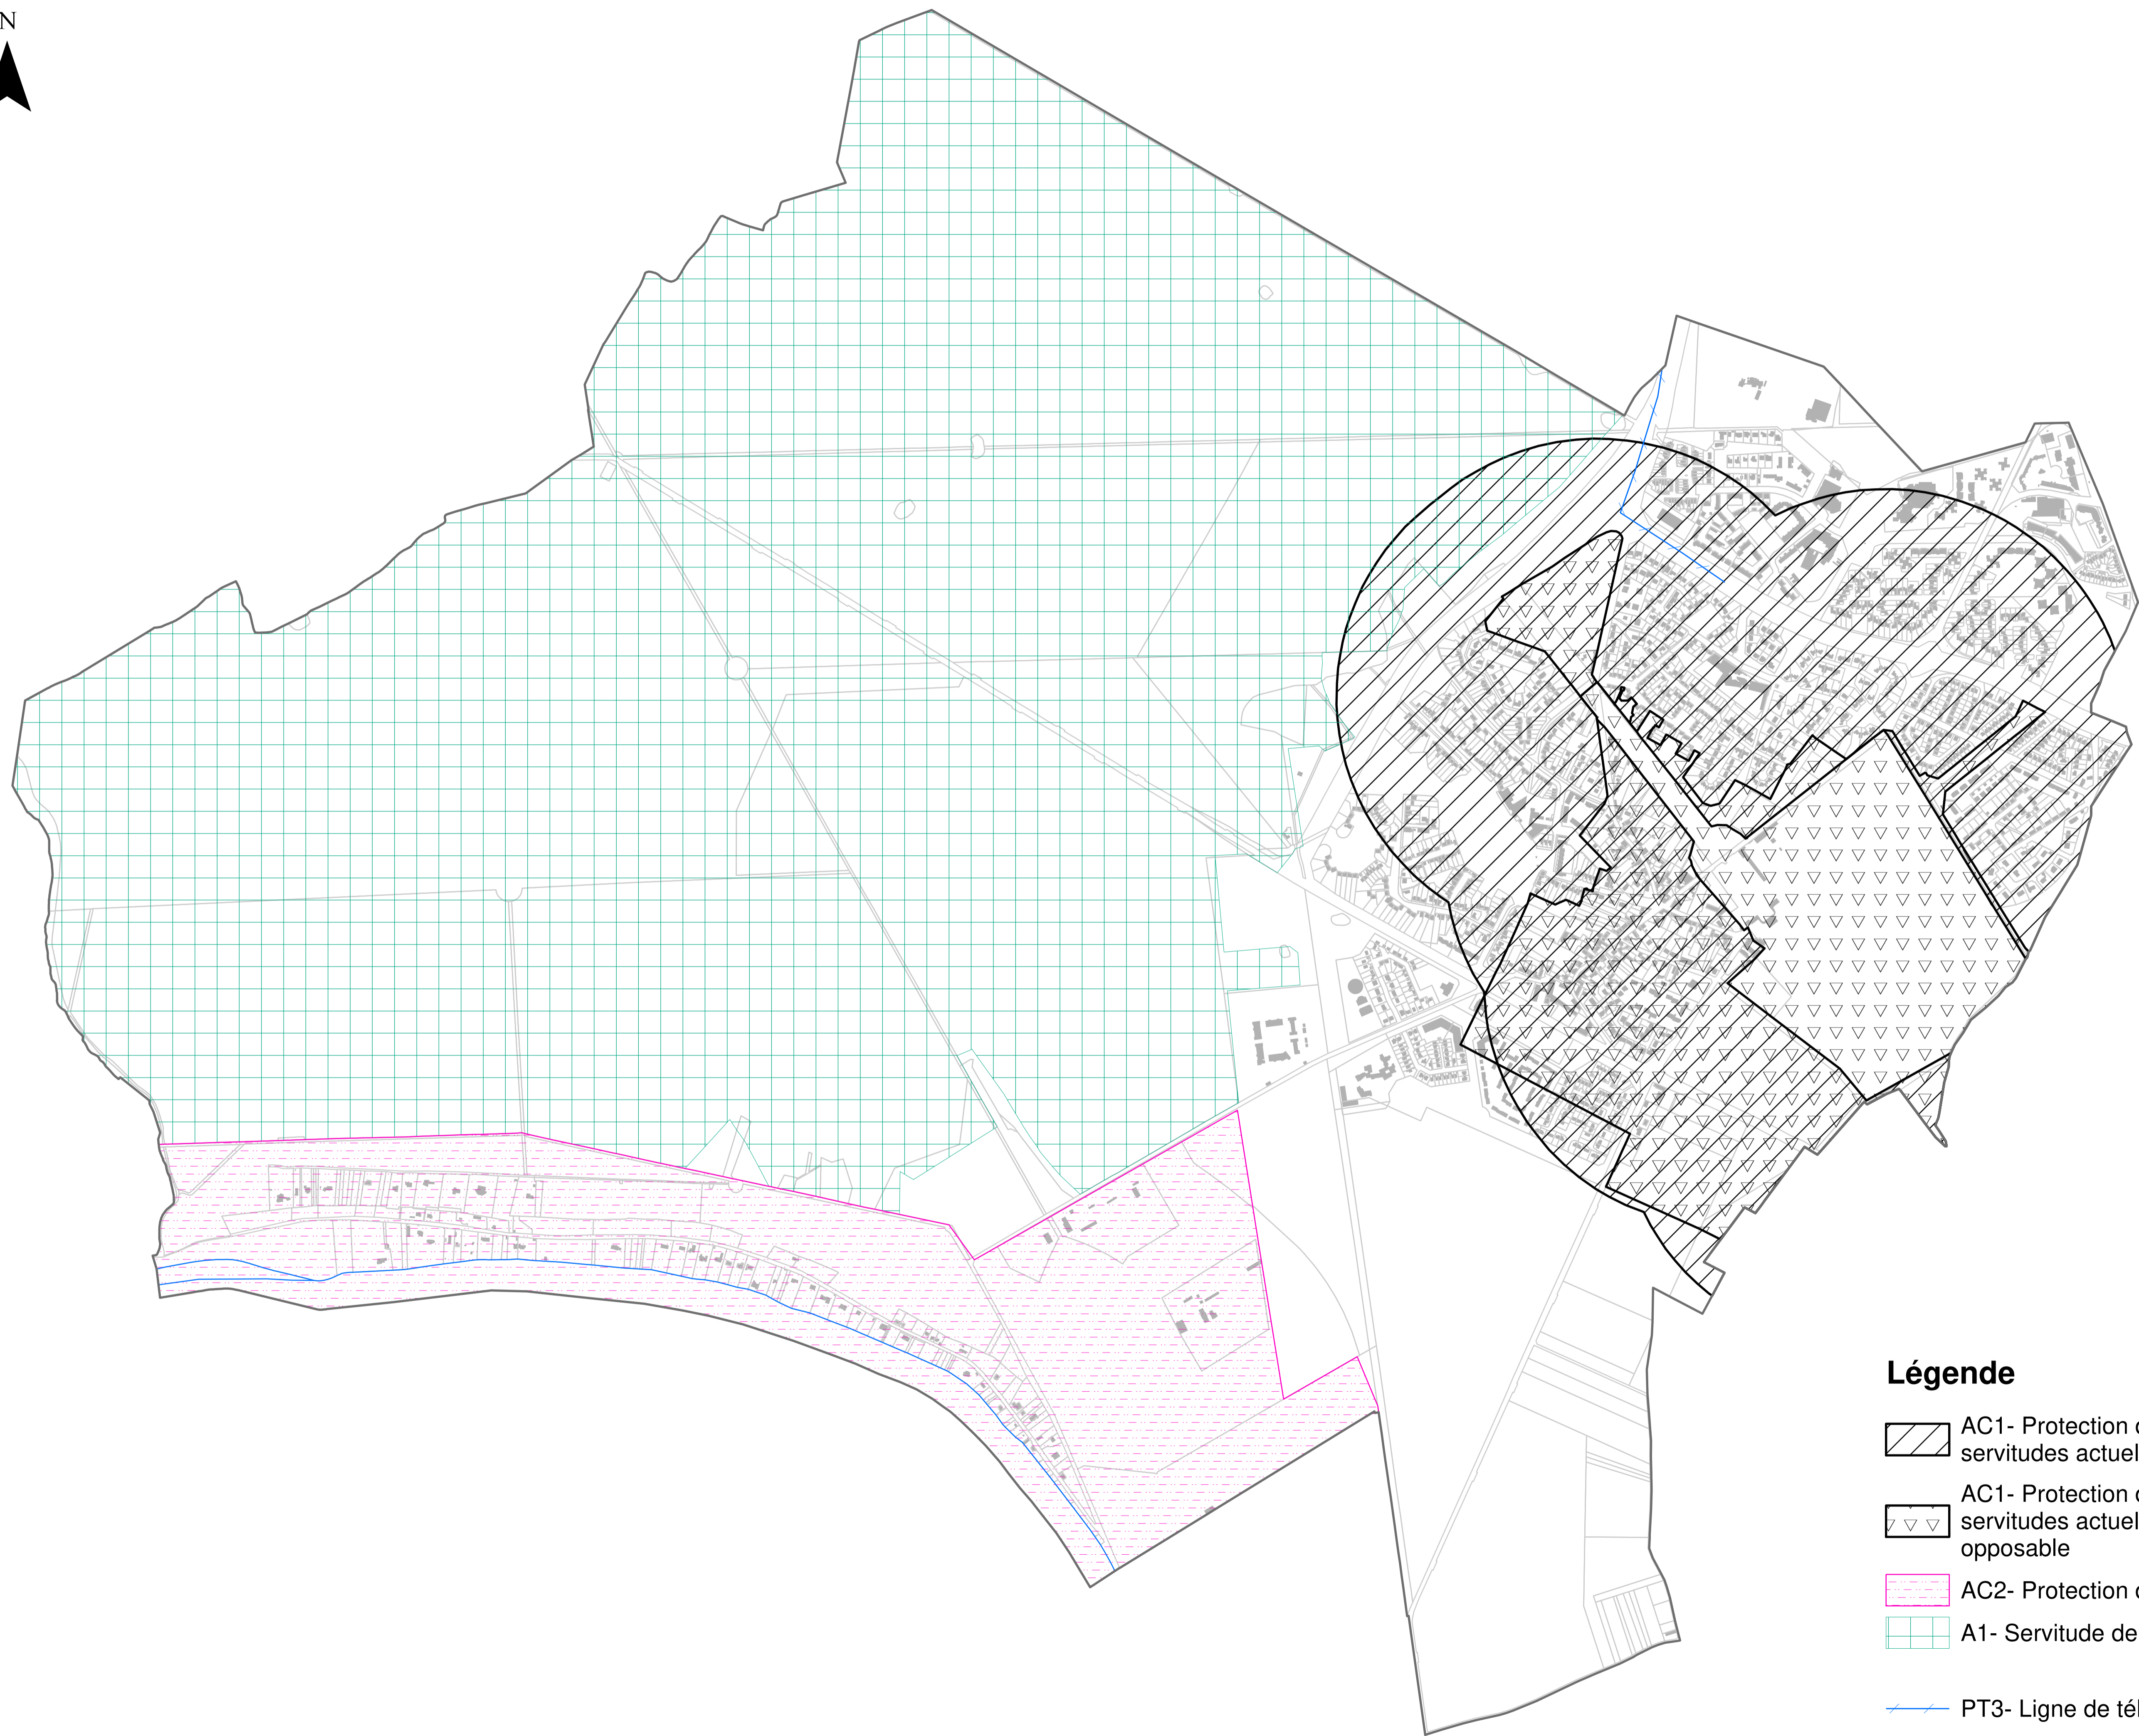 N
Légende
AC1- Protection
servitudes actuel
AC1- Protection
servitudes actuel
opposable
AC2- Protection
A1- Servitude de
PT3- Ligne de tél